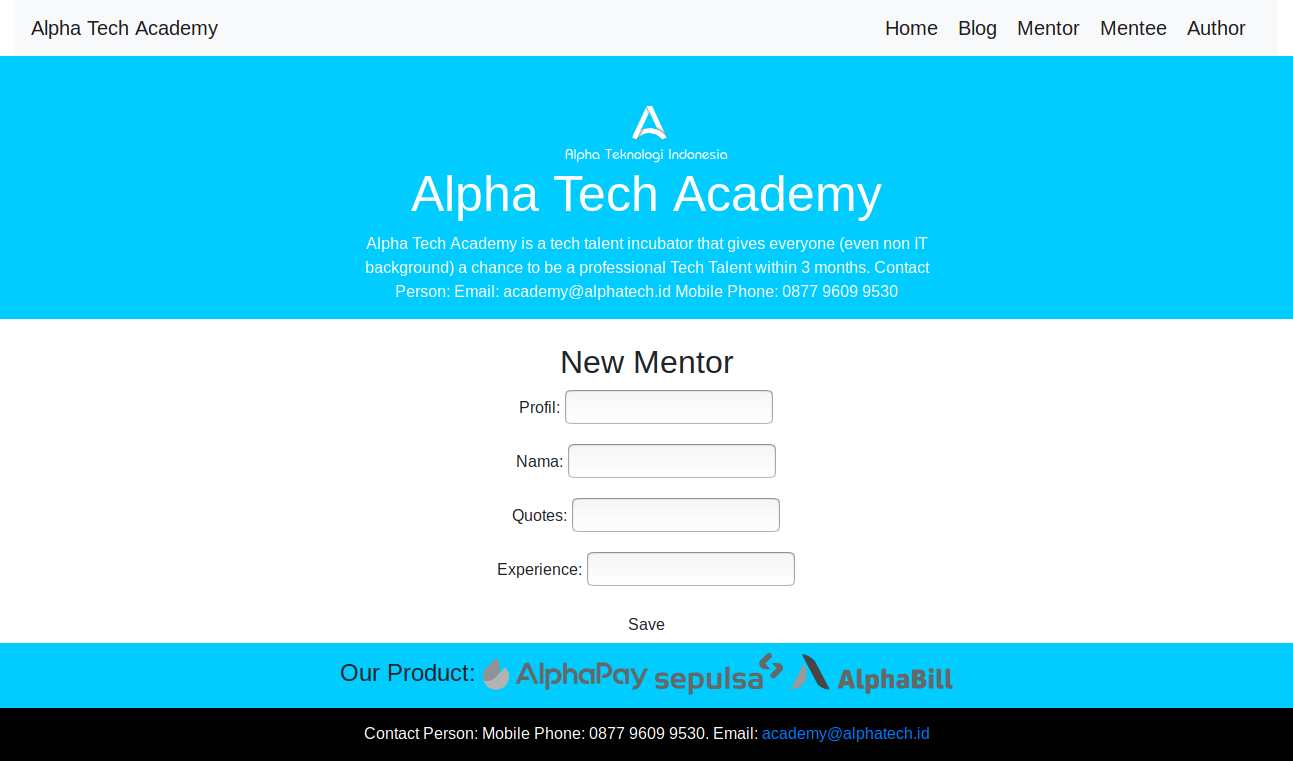 Alpha Tech Academy
Home Blog Mentor Mentee Author
Alpha Teknologi Indonesia
Alpha Tech Academy
Alpha Tech Academy is a tech talent incubator that gives everyone (even non IT
background) a chance to be a professional Tech Talent within 3 months. Contact
Person: Email: academy@alphatech.id Mobile Phone: 0877 9609 9530
New Mentor
Profil:
Nama:
Quotes:
Experience:
Save
Our Product: AlphaPay sepulsa AlphaBill
Contact Person: Mobile Phone: 0877 9609 9530. Email: academy@alphatech.id